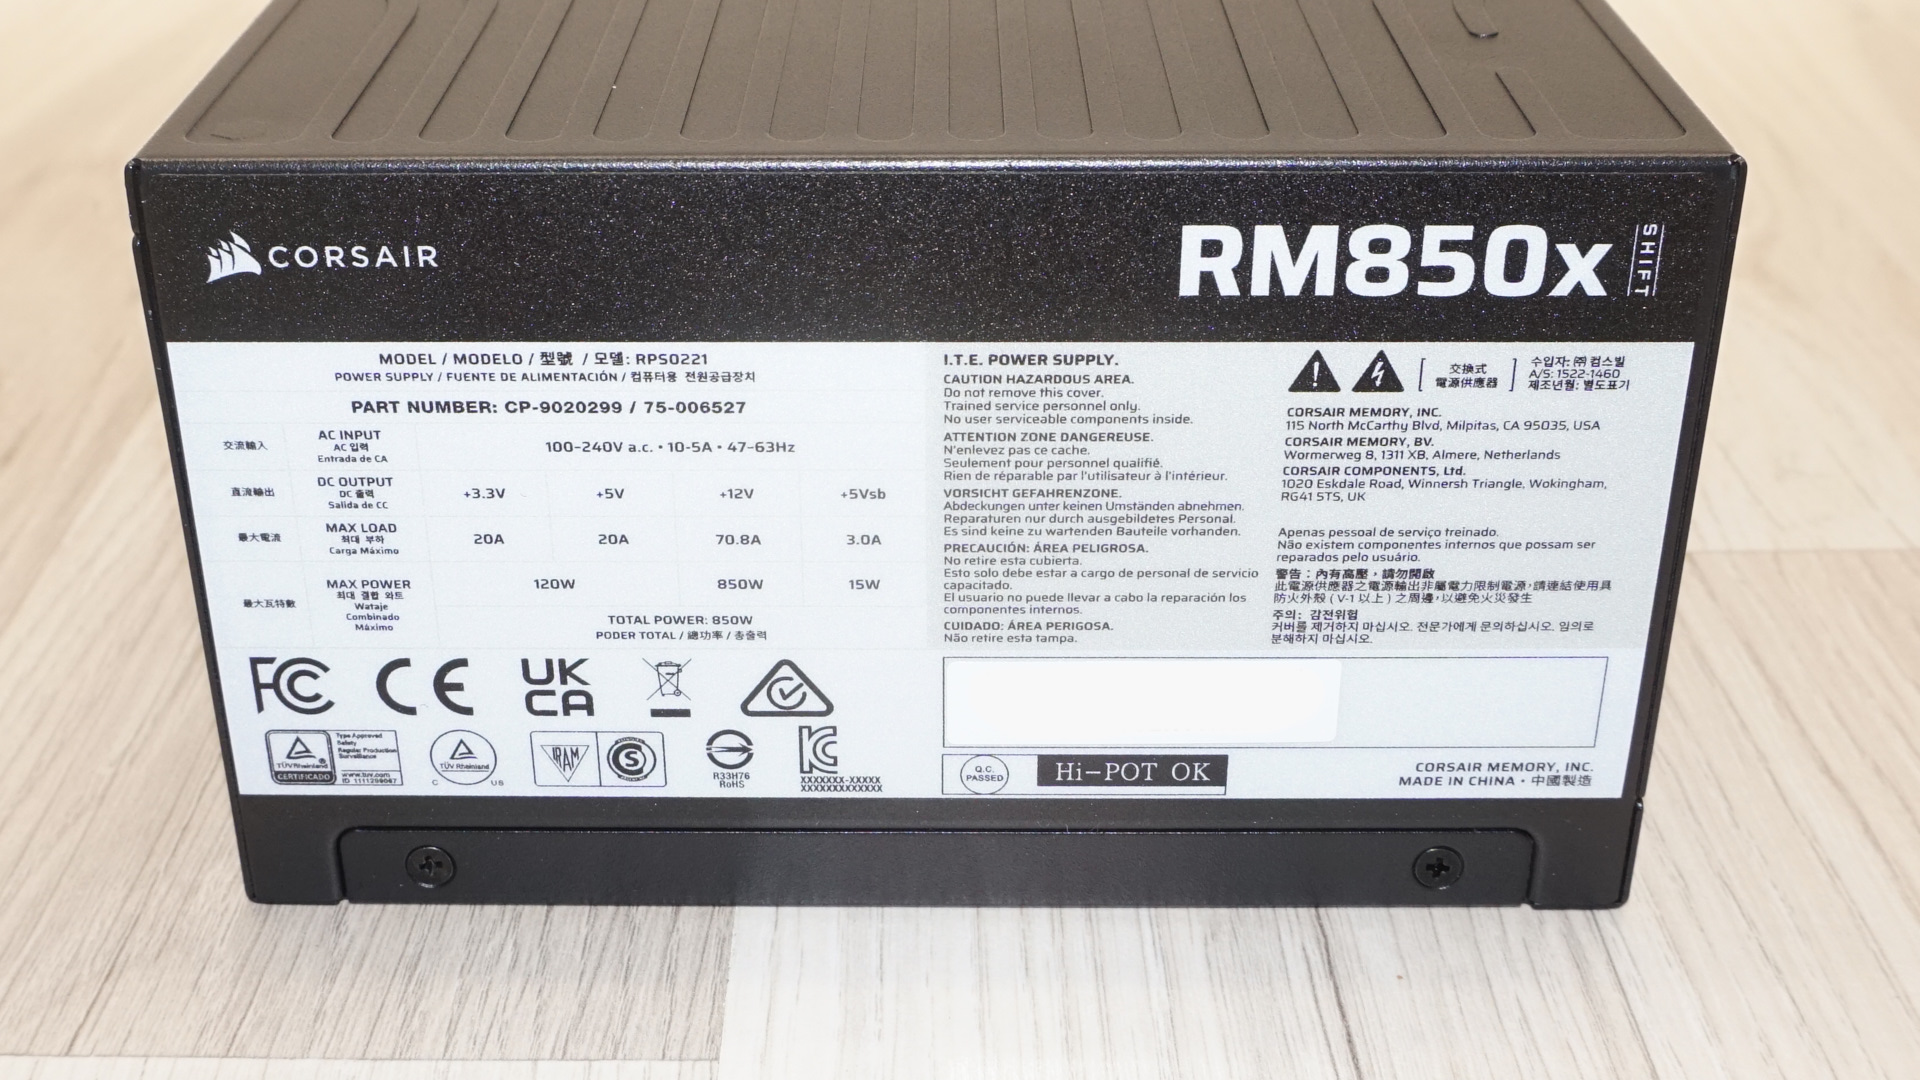 CORSAIR
RM850x
SHIFT
MODEL / MODELO / 型號 / 모델: RPS0221
POWER SUPPLY / FUENTE DE ALIMENTACIÓN / 컴퓨터용 전원공급장치
PART NUMBER: CP-9020299 / 75-006527
交流輸入
AC INPUT
AC 입력
Entrada de CA
100-240V a.c. • 10-5A • 47-63Hz
直流輸出
DC OUTPUT
DC 출력
Salida de CC
+3.3V +5V +12V +5Vsb
最大電流
MAX LOAD
최대 부하
Carga Máximo
20A 20A 70.8A 3.0A
最大瓦特數
MAX POWER
최대 결합 와트
Wataje
Combinado
Máximo
120W 850W 15W
TOTAL POWER: 850W
PODER TOTAL / 總功率 / 총출력
I.T.E. POWER SUPPLY.
CAUTION HAZARDOUS AREA.
Do not remove this cover.
Trained service personnel only.
No user serviceable components inside.
ATTENTION ZONE DANGEREUSE.
N'enlevez pas ce cache.
Seulement pour personnel qualifié.
Rien de réparable par l'utilisateur à l'intérieur.
VORSICHT GEFAHRENZONE.
Abdeckungen unter keinen Umständen abnehmen.
Reparaturen nur durch ausgebildetes Personal.
Es sind keine zu wartenden Bauteile vorhanden.
PRECAUCIÓN: ÁREA PELIGROSA.
No retire esta cubierta.
Esto solo debe estar a cargo de personal de servicio
capacitado.
El usuario no puede llevar a cabo la reparación los
componentes internos.
CUIDADO: ÁREA PERIGOSA.
Não retire esta tampa.
交換式
電源供應器
수입자: ㈜ 컴스빌
A/S: 1522-1460
제조년월: 별도표기
CORSAIR MEMORY, INC.
115 North McCarthy Blvd, Milpitas, CA 95035, USA
CORSAIR MEMORY, BV.
Wormerweg 8, 1311 XB, Almere, Netherlands
CORSAIR COMPONENTS, Ltd.
1020 Eskdale Road, Winnersh Triangle, Wokingham,
RG41 5TS, UK
Apenas pessoal de serviço treinado.
Não existem componentes internos que possam ser
reparados pelo usuário.
警告：內有高壓，請勿開啟
此電源供應器之電源輸出非屬電力限制電源，請連結使用具
防火外殼 ( V-1 以上 ) 之周邊，以避免火災發生
주의: 감전위험
커버를 제거하지 마십시오. 전문가에게 문의하십시오. 임의로
분해하지 마십시오.
FC CE UK
CA
TÜVRheinland
CERTIFICADO
Type Approved
Safety
Regular Production
Surveillance
www.tuv.com
ID 1111299067
TÜV Rheinland
C US
IRAM
S
R33H76
RoHS
KC
XXXXXXX-XXXXX
XXXXXXXXXXXXX
Q.C.
PASSED
Hi-POT OK
CORSAIR MEMORY, INC.
MADE IN CHINA • 中國製造